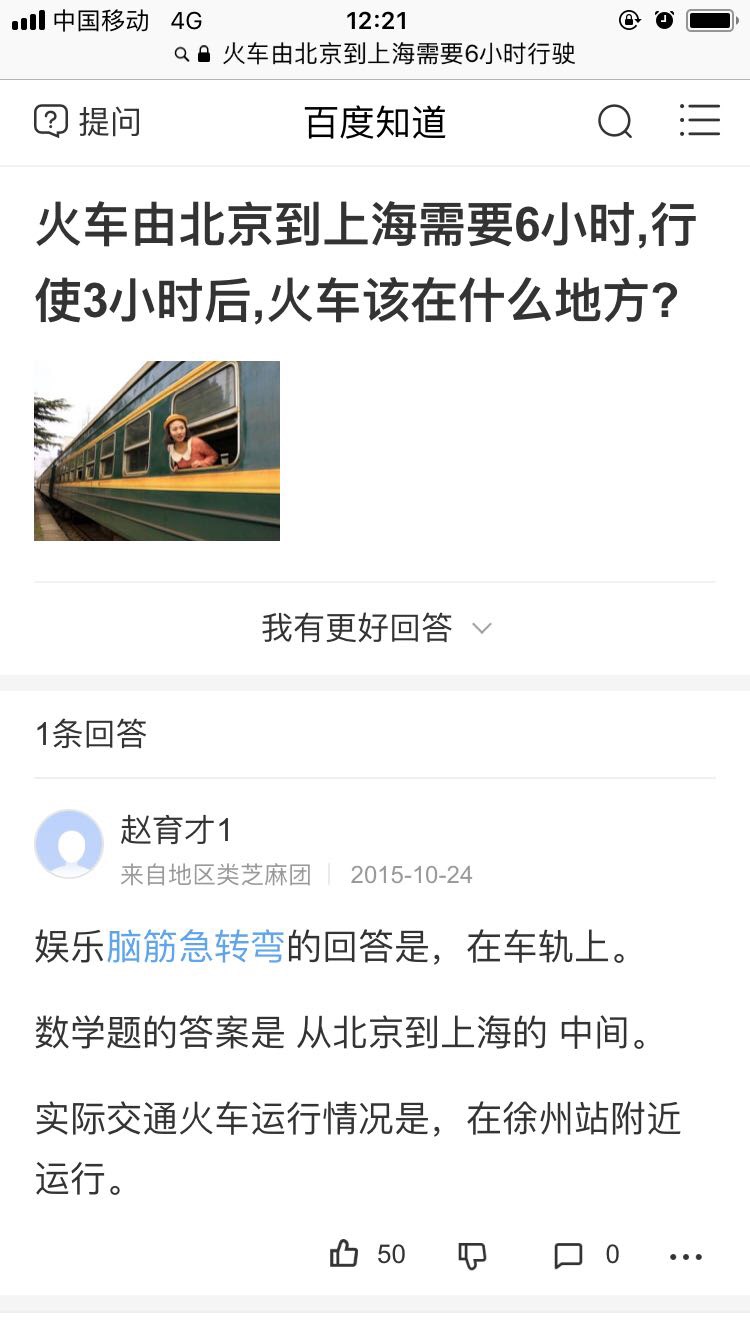 中国移动 4G 12:21
火车由北京到上海需要6小时行驶
提问 百度知道
火车由北京到上海需要6小时,行
使3小时后,火车该在什么地方?
我有更好回答
1条回答
赵育才1
来自地区类芝麻团 2015-10-24
娱乐脑筋急转弯的回答是，在车轨上。
数学题的答案是 从北京到上海的 中间。
实际交通火车运行情况是，在徐州站附近
运行。
50 0